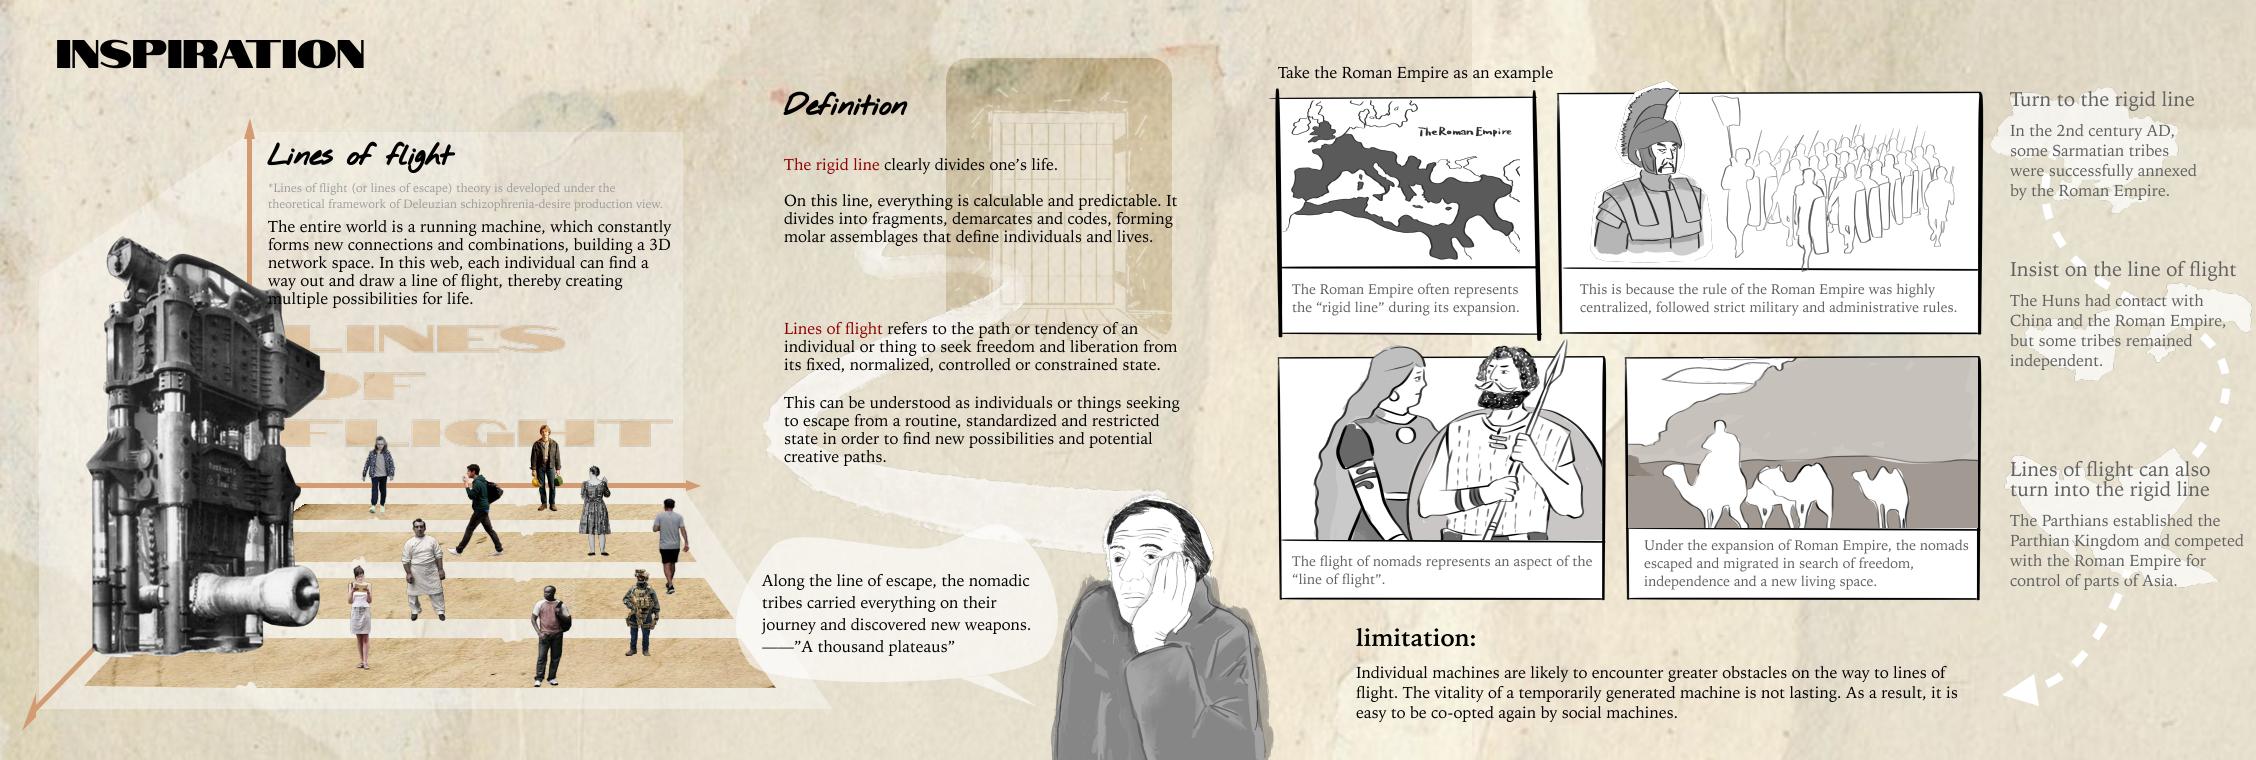 INSPIRATION
Lines of flight
*Lines of flight (or lines of escape) theory is developed under the
theoretical framework of Deleuzian schizophrenia-desire production view.
The entire world is a running machine, which constantly
forms new connections and combinations, building a 3D
network space. In this web, each individual can find a
way out and draw a line of flight, thereby creating
multiple possibilities for life.
LINES
OF
FLIGHT
Definition
The rigid line clearly divides one’s life.
On this line, everything is calculable and predictable. It
divides into fragments, demarcates and codes, forming
molar assemblages that define individuals and lives.
Lines of flight refers to the path or tendency of an
individual or thing to seek freedom and liberation from
its fixed, normalized, controlled or constrained state.
This can be understood as individuals or things seeking
to escape from a routine, standardized and restricted
state in order to find new possibilities and potential
creative paths.
Along the line of escape, the nomadic
tribes carried everything on their
journey and discovered new weapons.
——”A thousand plateaus”
Take the Roman Empire as an example
The Roman Empire
The Roman Empire often represents
the “rigid line” during its expansion.
This is because the rule of the Roman Empire was highly
centralized, followed strict military and administrative rules.
The flight of nomads represents an aspect of the
“line of flight”.
Under the expansion of Roman Empire, the nomads
escaped and migrated in search of freedom,
independence and a new living space.
limitation:
Individual machines are likely to encounter greater obstacles on the way to lines of
flight. The vitality of a temporarily generated machine is not lasting. As a result, it is
easy to be co-opted again by social machines.
Turn to the rigid line
In the 2nd century AD,
some Sarmatian tribes
were successfully annexed
by the Roman Empire.
Insist on the line of flight
The Huns had contact with
China and the Roman Empire,
but some tribes remained
independent.
Lines of flight can also
turn into the rigid line
The Parthians established the
Parthian Kingdom and competed
with the Roman Empire for
control of parts of Asia.